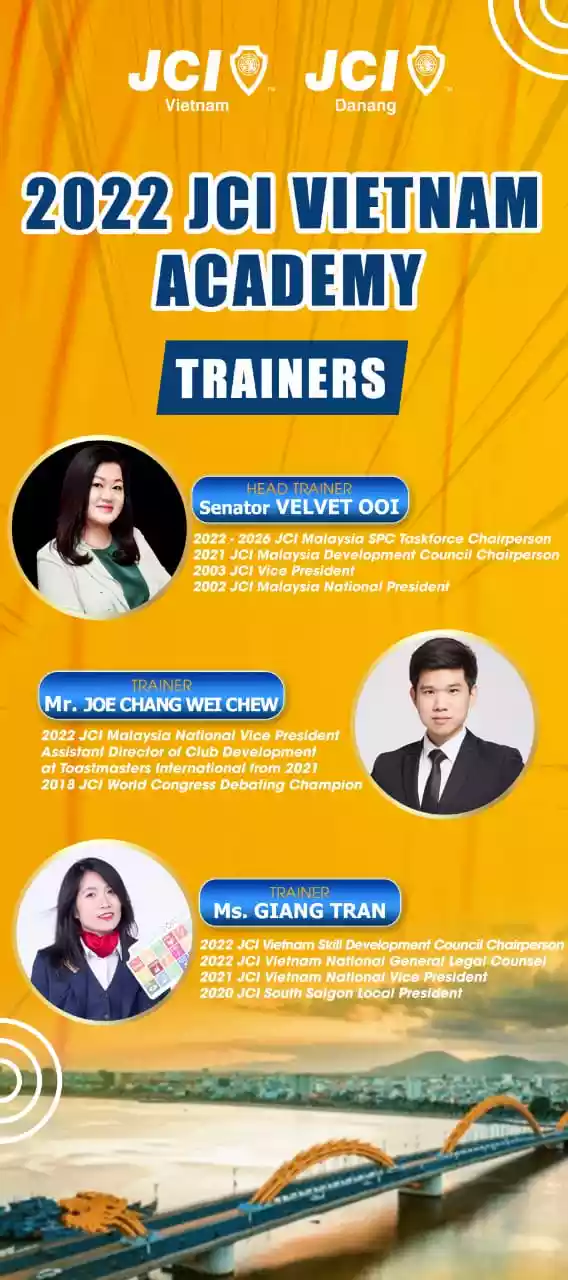 JCI JCI
Vietnam Danang
2022 JCI VIETNAM
ACADEMY
TRAINERS
HEAD TRAINER
Senator VELVET OOI
2022 - 2026 JCI Malaysia SPC Taskforce Chairperson
2021 JCI Malaysia Development Council Chairperson
2003 JCI Vice President
2002 JCI Malaysia National President
TRAINER
Mr. JOE CHANG WEI CHEW
2022 JCI Malaysia National Vice President
Assistant Director of Club Development
at Toastmasters International from 2021
2018 JCI World Congress Debating Champion
TRAINER
Ms. GIANG TRAN
2022 JCI Vietnam Skill Development Council Chairperson
2022 JCI Vietnam National General Legal Counsel
2021 JCI Vietnam National Vice President
2020 JCI South Saigon Local President